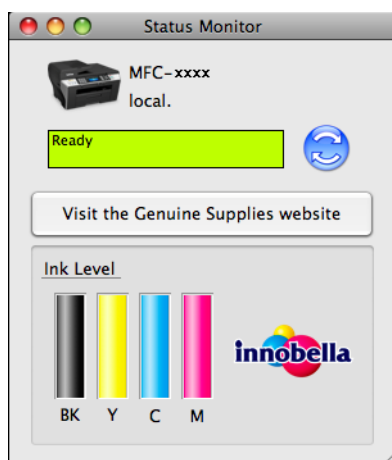 Status Monitor
MFC-xxxx
local.
Ready
Visit the Genuine Supplies website
Ink Level
innobella
BK Y C M